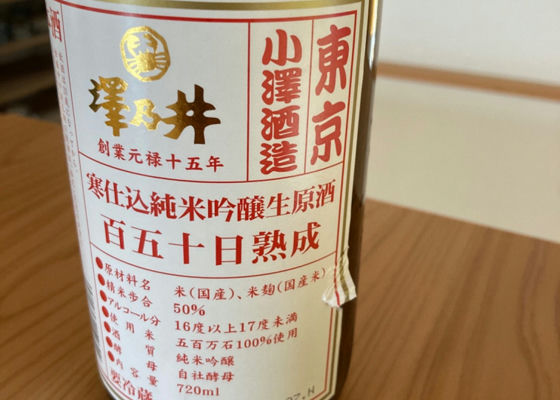 東京
小澤酒造
澤乃井
創業元禄十五年
寒仕込純米吟醸生原酒
百五十日熟成
●原材料名 米(国産)、米麹(国産米)
●精米歩合 50%
●アルコール分 16度以上17度未満
●使用米 五百万石100%使用
●酒質 純米吟醸
●酵母 自社酵母
●内容量 720ml
要冷蔵